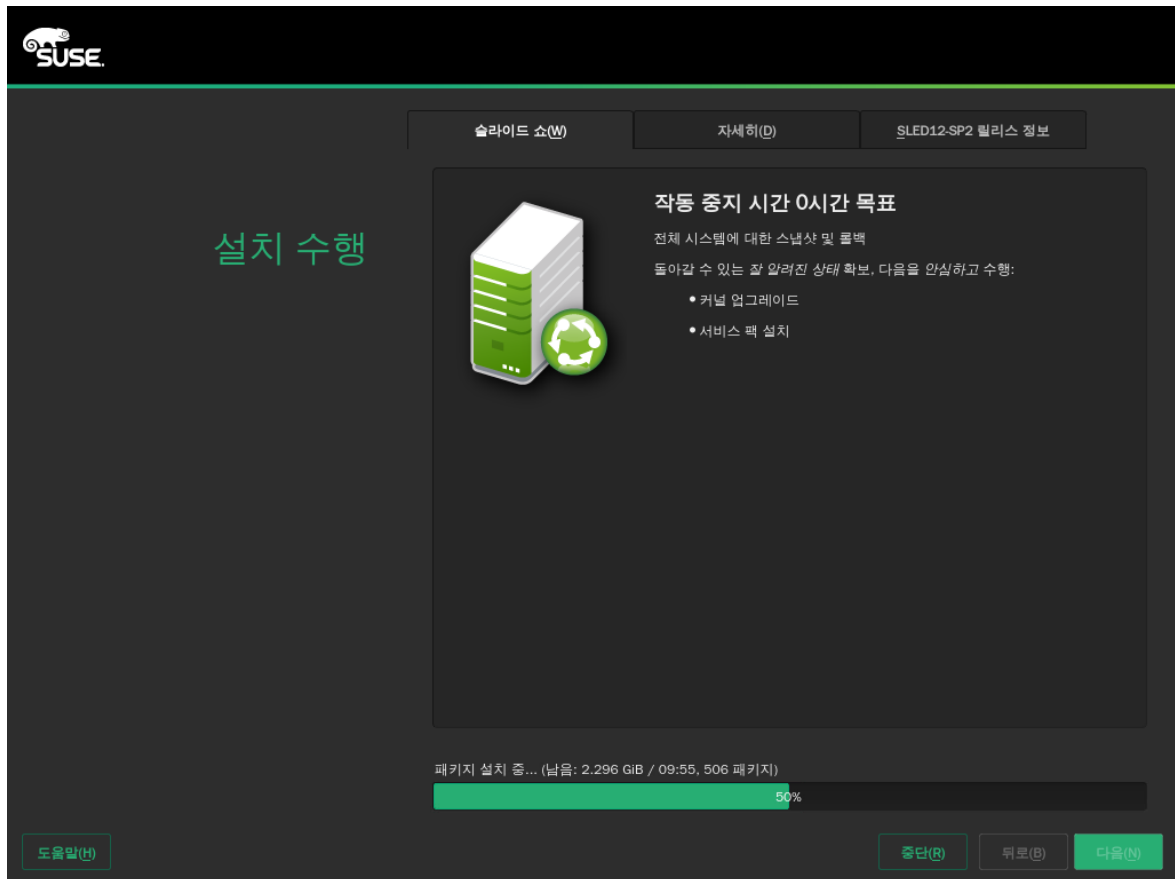 SUSE.
슬라이드 쇼(W)
자세히(D)
SLED12-SP2 릴리스 정보
설치 수행
작동 중지 시간 0시간 목표
전체 시스템에 대한 스냅샷 및 롤백
돌아갈 수 있는 잘 알려진 상태 확보, 다음을 안심하고 수행:
• 커널 업그레이드
• 서비스 팩 설치
패키지 설치 중... (남음: 2.296 GiB / 09:55, 506 패키지)
50%
도움말(H)
중단(R)
뒤로(B)
다음(N)